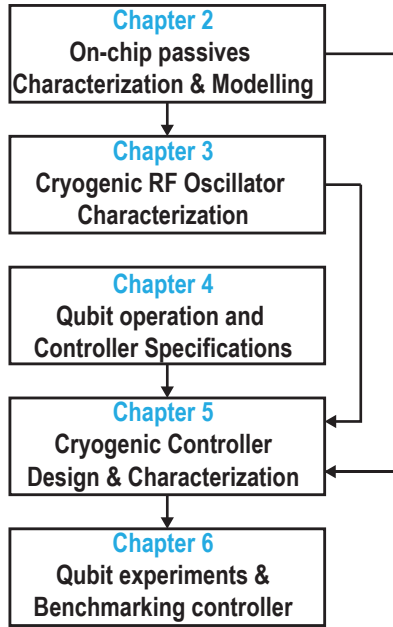 Chapter 2
On-chip passives
Characterization & Modelling
Chapter 3
Cryogenic RF Oscillator
Characterization
Chapter 4
Qubit operation and
Controller Specifications
Chapter 5
Cryogenic Controller
Design & Characterization
Chapter 6
Qubit experiments &
Benchmarking controller